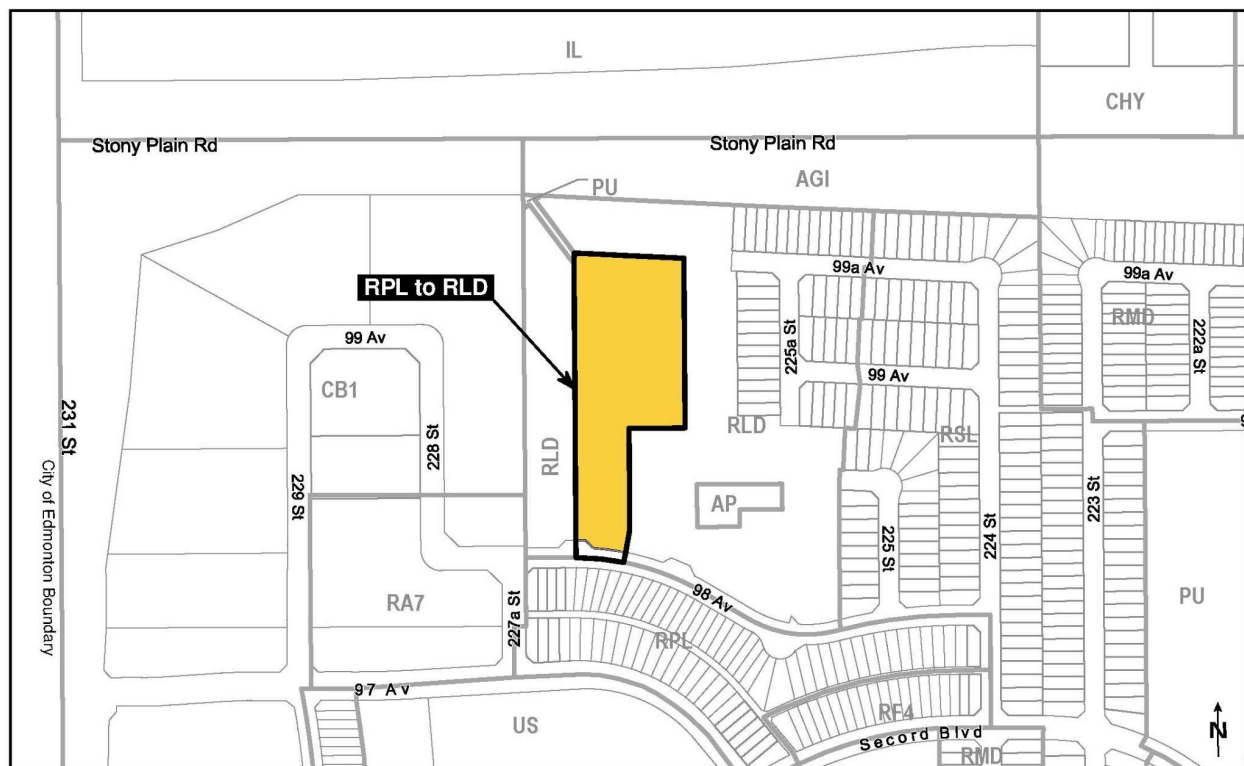 IL
CHY
Stony Plain Rd
Stony Plain Rd
PU
AGI
RPL to RLD
99a Av
99a Av
RMD
222a St
225a St
99 Av
99 Av
CB1
228 St
231 St
RLD
RLD
RSL
City of Edmonton Boundary
229 St
223 St
AP
225 St
224 St
RA7
227a St
98 Av
PU
RPL
97 Av
US
RF4
Secord Blvd
RMD
N